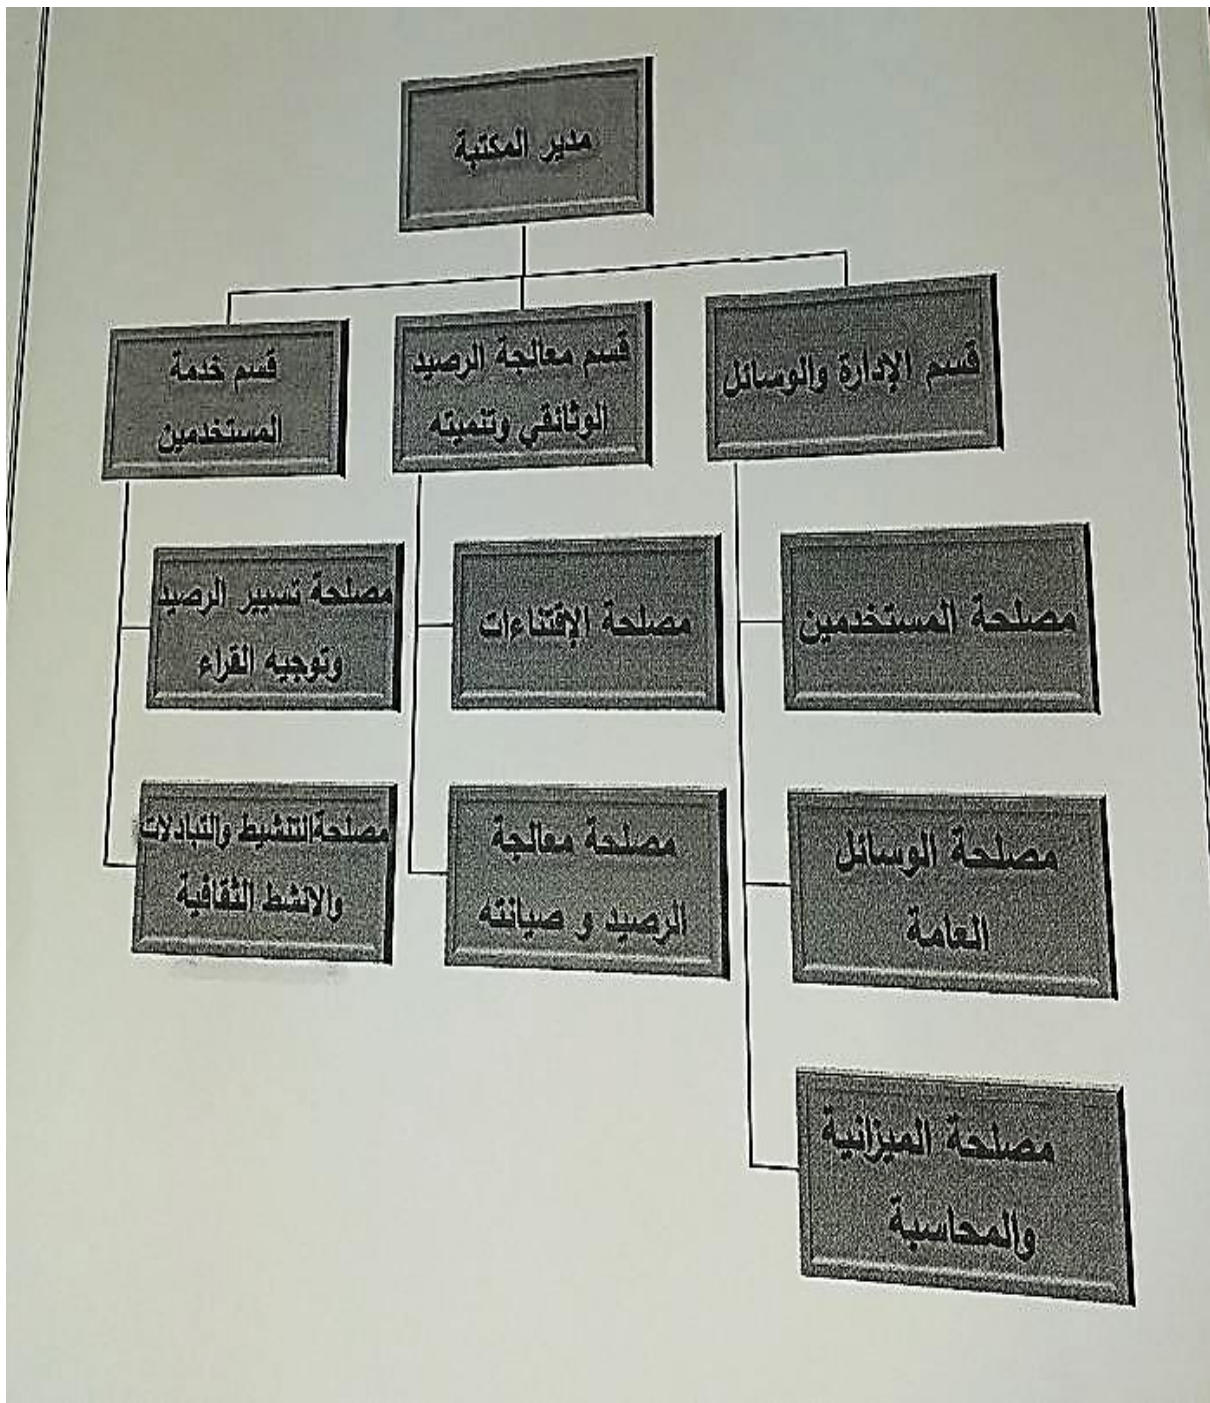 مدير المكتبة
قسم الإدارة والوسائل
قسم معالجة الرصيد
الوثائقي وتنميته
قسم خدمة
المستخدمين
مصلحة المستخدمين
مصلحة الإقتناءات
مصلحة تسيير الرصيد
وتوجيه القراء
مصلحة الوسائل
العامة
مصلحة معالجة
الرصيد و صيانته
مصلحة التنشيط والتبادلات
والانشط الثقافية
مصلحة الميزانية
والمحاسبة